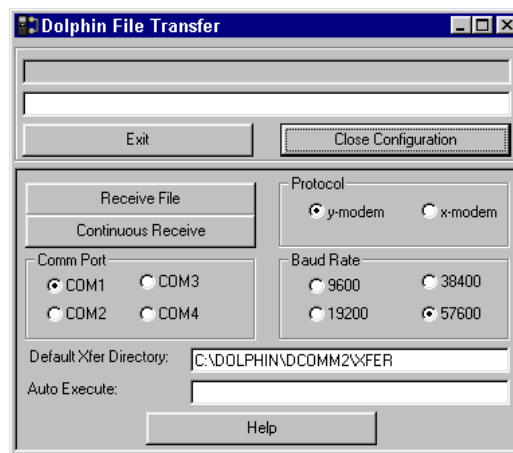 Dolphin File Transfer
Exit
Close Configuration
Receive File
Continuous Receive
Protocol
y-modem
x-modem
Comm Port
COM1
COM3
COM2
COM4
Baud Rate
9600
38400
19200
57600
Default Xfer Directory:
C:\DOLPHIN\DCOMM2\XFER
Auto Execute:
Help